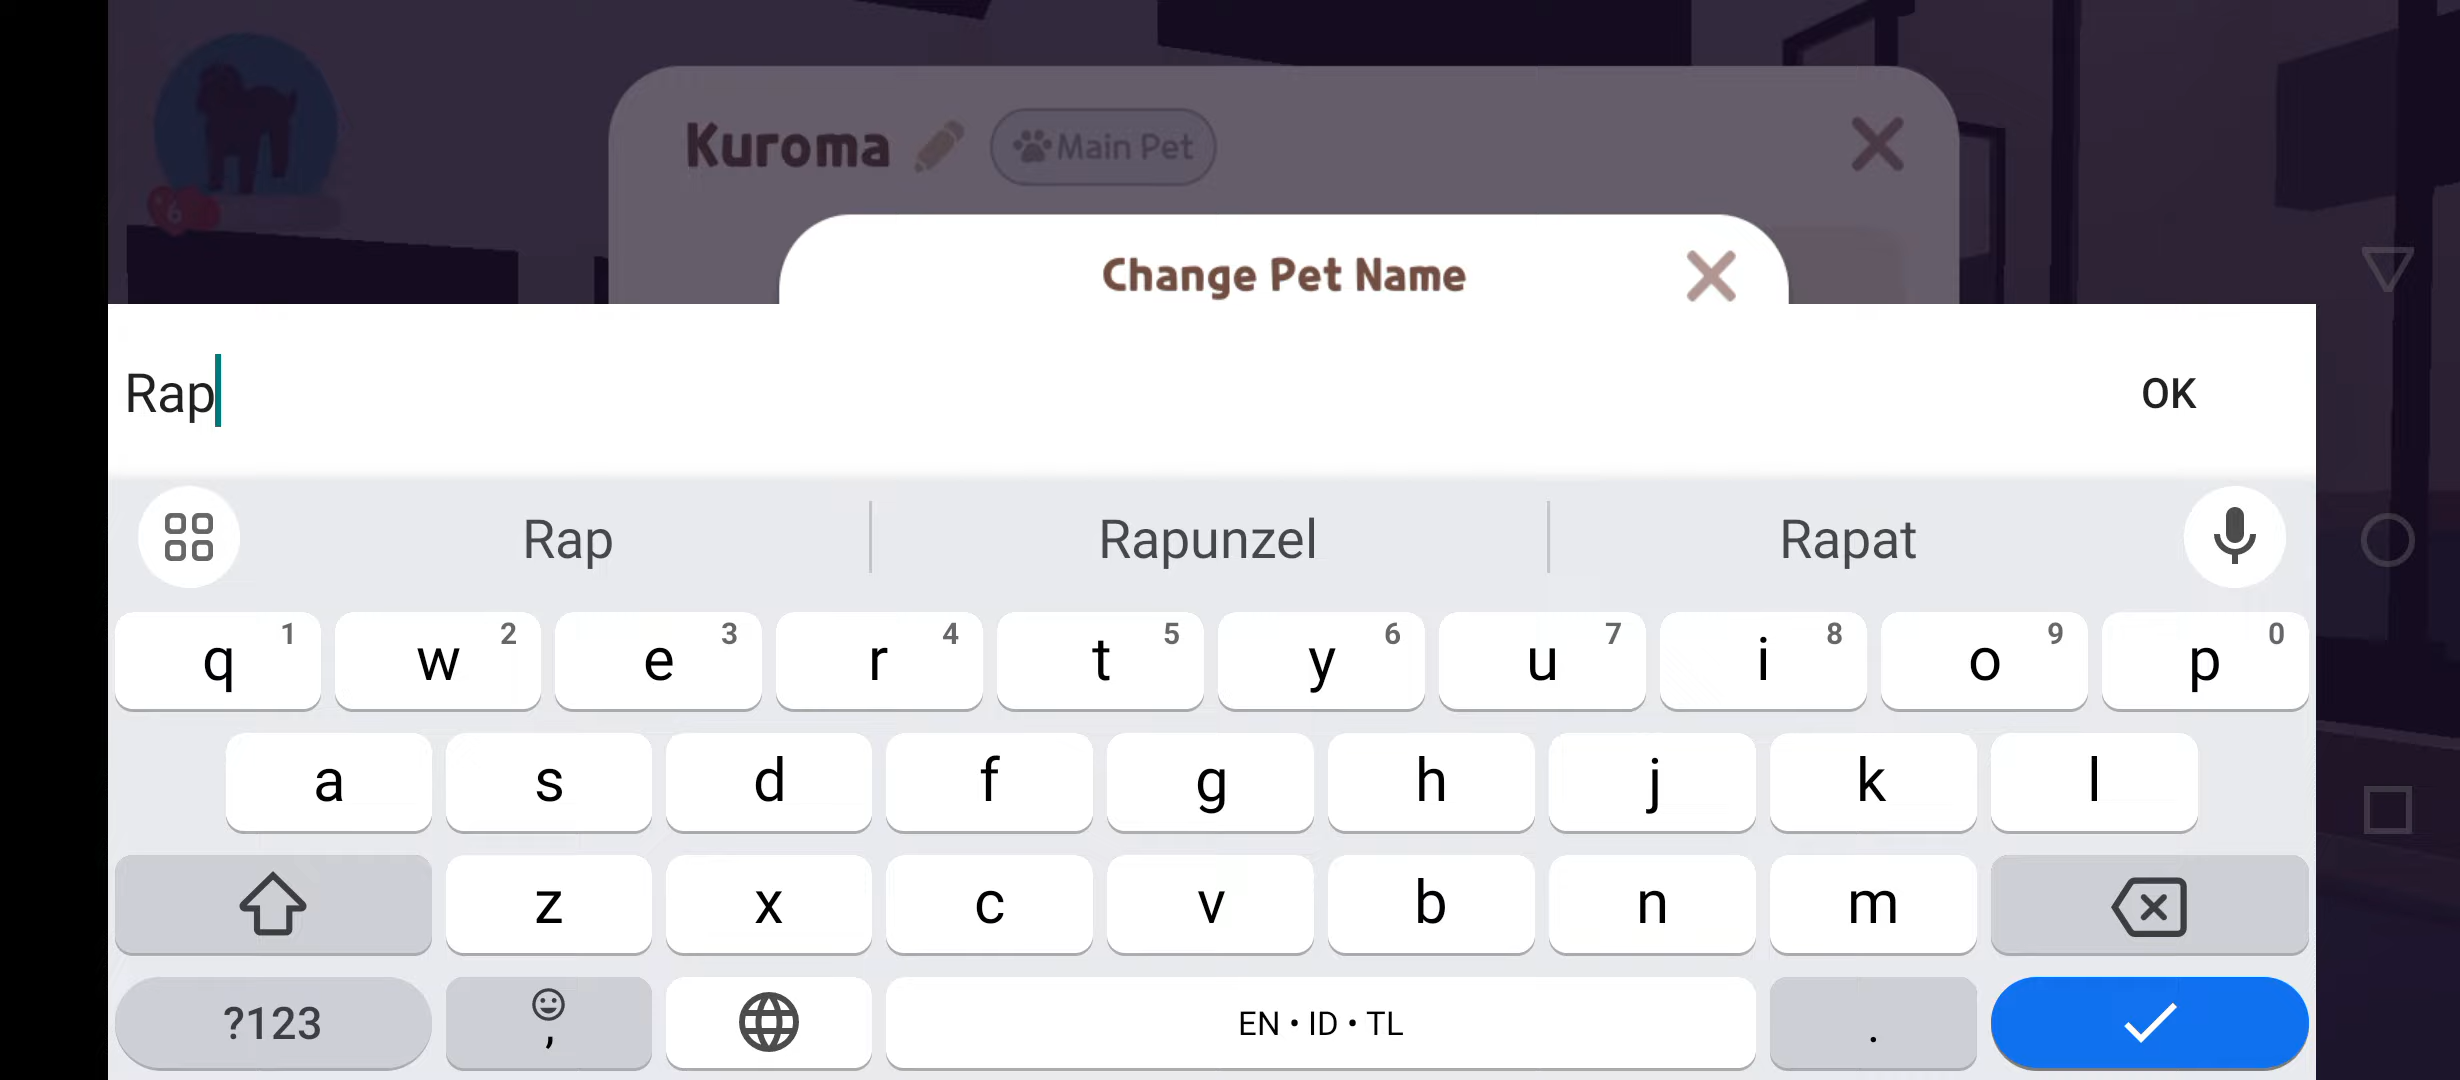 Kuroma Main Pet
6
Change Pet Name
Rap OK
Rap Rapunzel Rapat
q 1 w 2 e 3 r 4 t 5 y 6 u 7 i 8 o 9 p 0
a s d f g h j k l
z x c v b n m
?123 , EN • ID • TL .